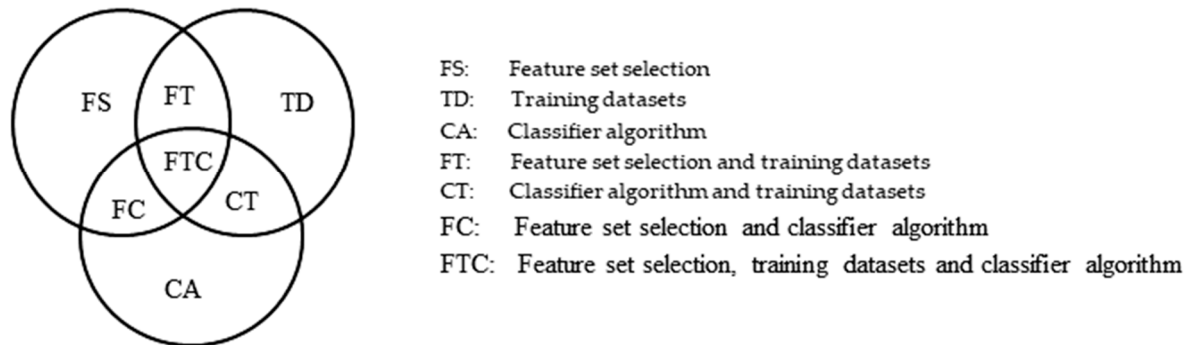 FS
FT
TD
FTC
FC
CT
CA
FS: Feature set selection
TD: Training datasets
CA: Classifier algorithm
FT: Feature set selection and training datasets
CT: Classifier algorithm and training datasets
FC: Feature set selection and classifier algorithm
FTC: Feature set selection, training datasets and classifier algorithm